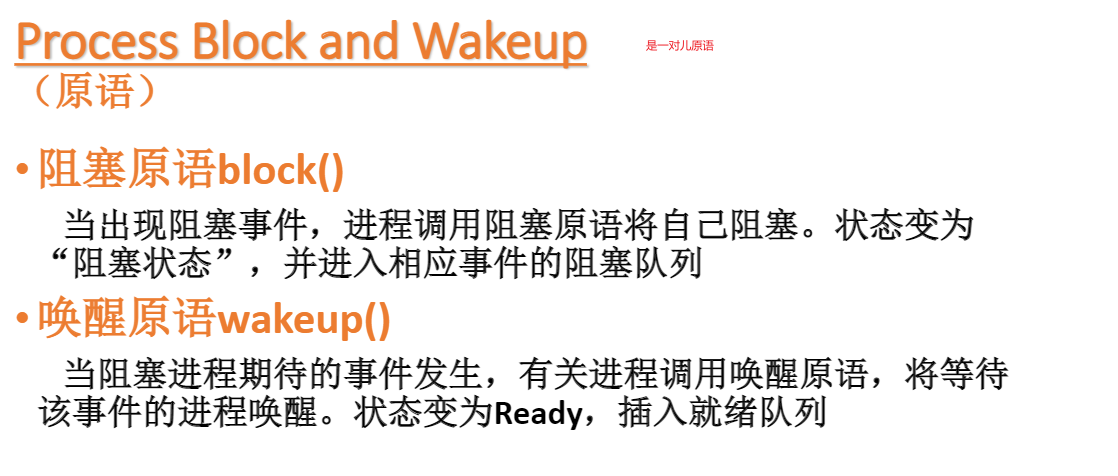 Process Block and Wakeup
是一对儿原语
（原语）
•阻塞原语block()
当出现阻塞事件，进程调用阻塞原语将自己阻塞。状态变为
“阻塞状态”，并进入相应事件的阻塞队列
•唤醒原语wakeup()
当阻塞进程期待的事件发生，有关进程调用唤醒原语，将等待
该事件的进程唤醒。状态变为Ready，插入就绪队列